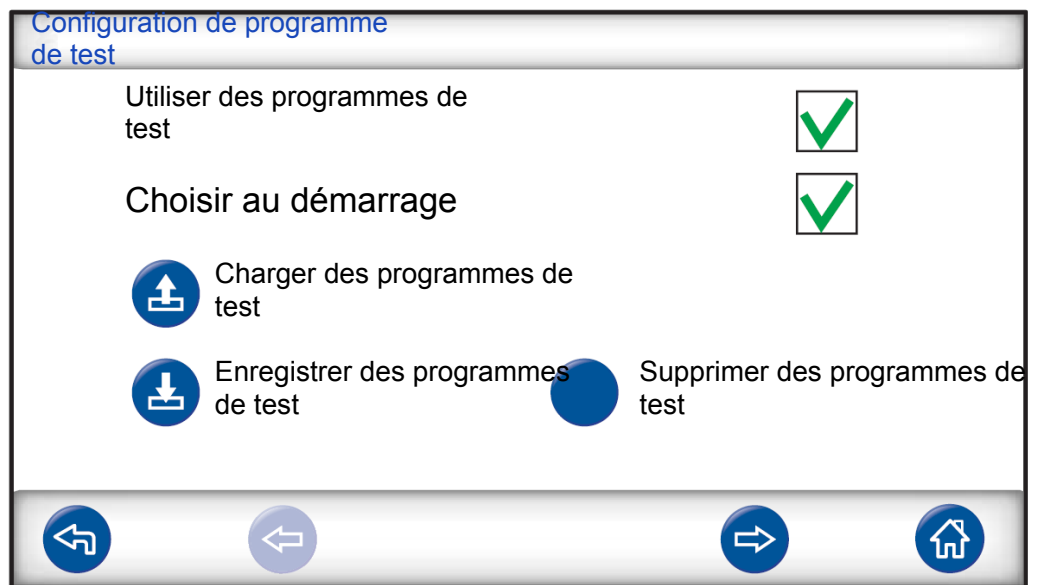 Configuration de programme
de test
Utiliser des programmes de
test
Choisir au démarrage
Charger des programmes de
test
Enregistrer des programmes
de test
Supprimer des programmes de
test